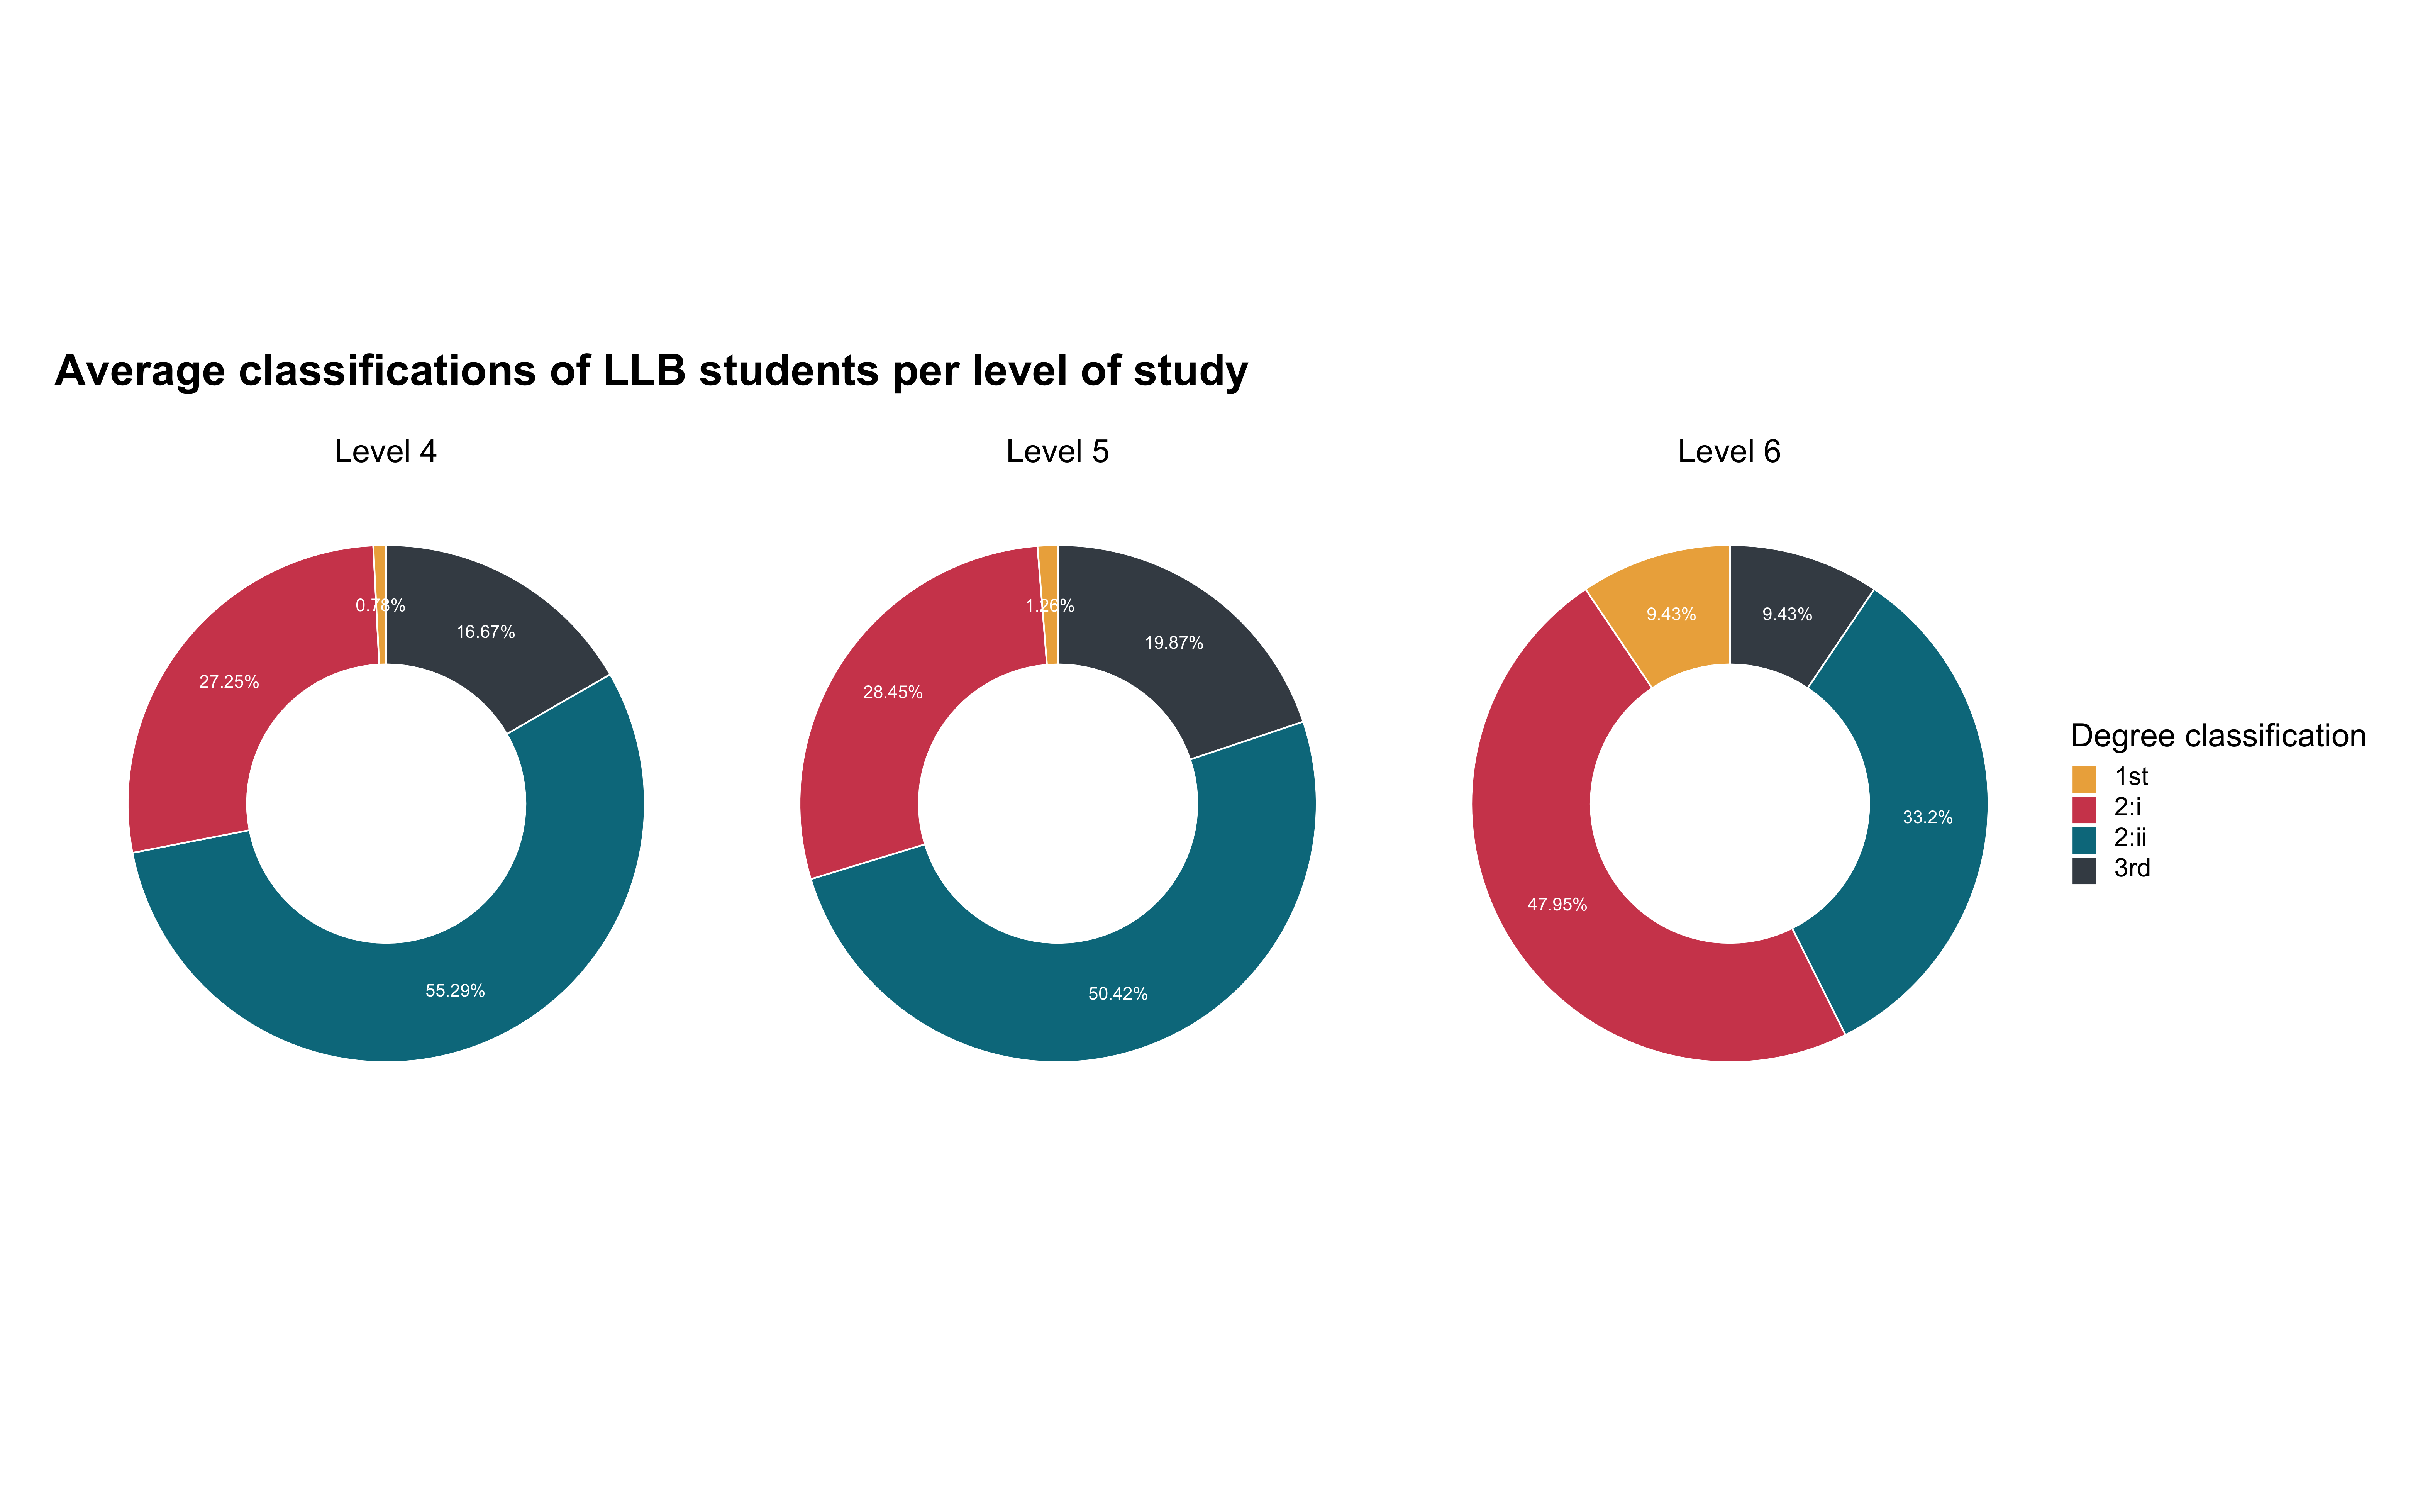 Average classifications of LLB students per level of study
Level 4
0.78%
16.67%
27.25%
55.29%
Level 5
1.26%
19.87%
28.45%
50.42%
Level 6
9.43%
9.43%
33.2%
47.95%
Degree classification
1st
2:i
2:ii
3rd